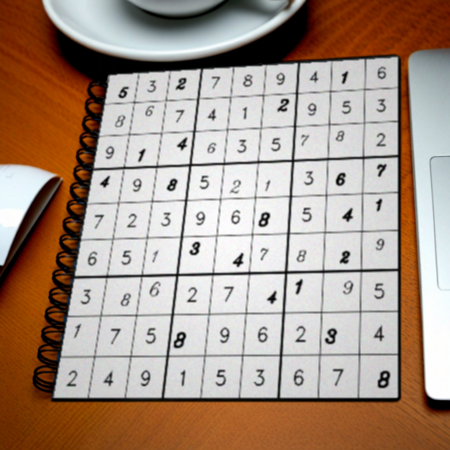 5 3 2 7 8 9 4 1 6
8 6 7 4 1 2 9 5 3
9 1 4 6 3 5 7 8 2
4 9 8 5 2 1 3 6 7
7 2 3 9 6 8 5 4 1
6 5 1 3 4 7 8 2 9
3 8 6 2 7 4 1 9 5
1 7 5 8 9 6 2 3 4
2 4 9 1 5 3 6 7 8